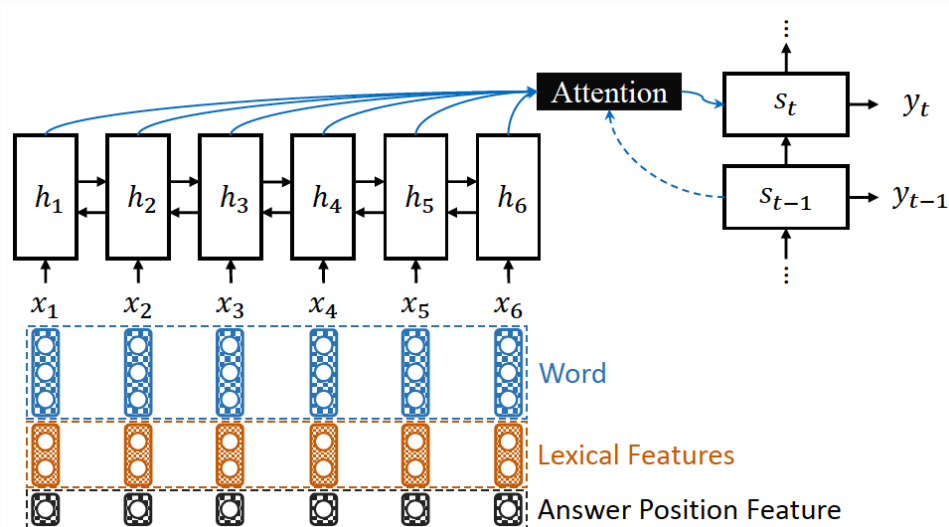 ⋮
Attention
s_t
y_t
h_1 h_2 h_3 h_4 h_5 h_6
s_{t−1}
y_{t−1}
⋮
x_1 x_2 x_3 x_4 x_5 x_6
Word
Lexical Features
Answer Position Feature